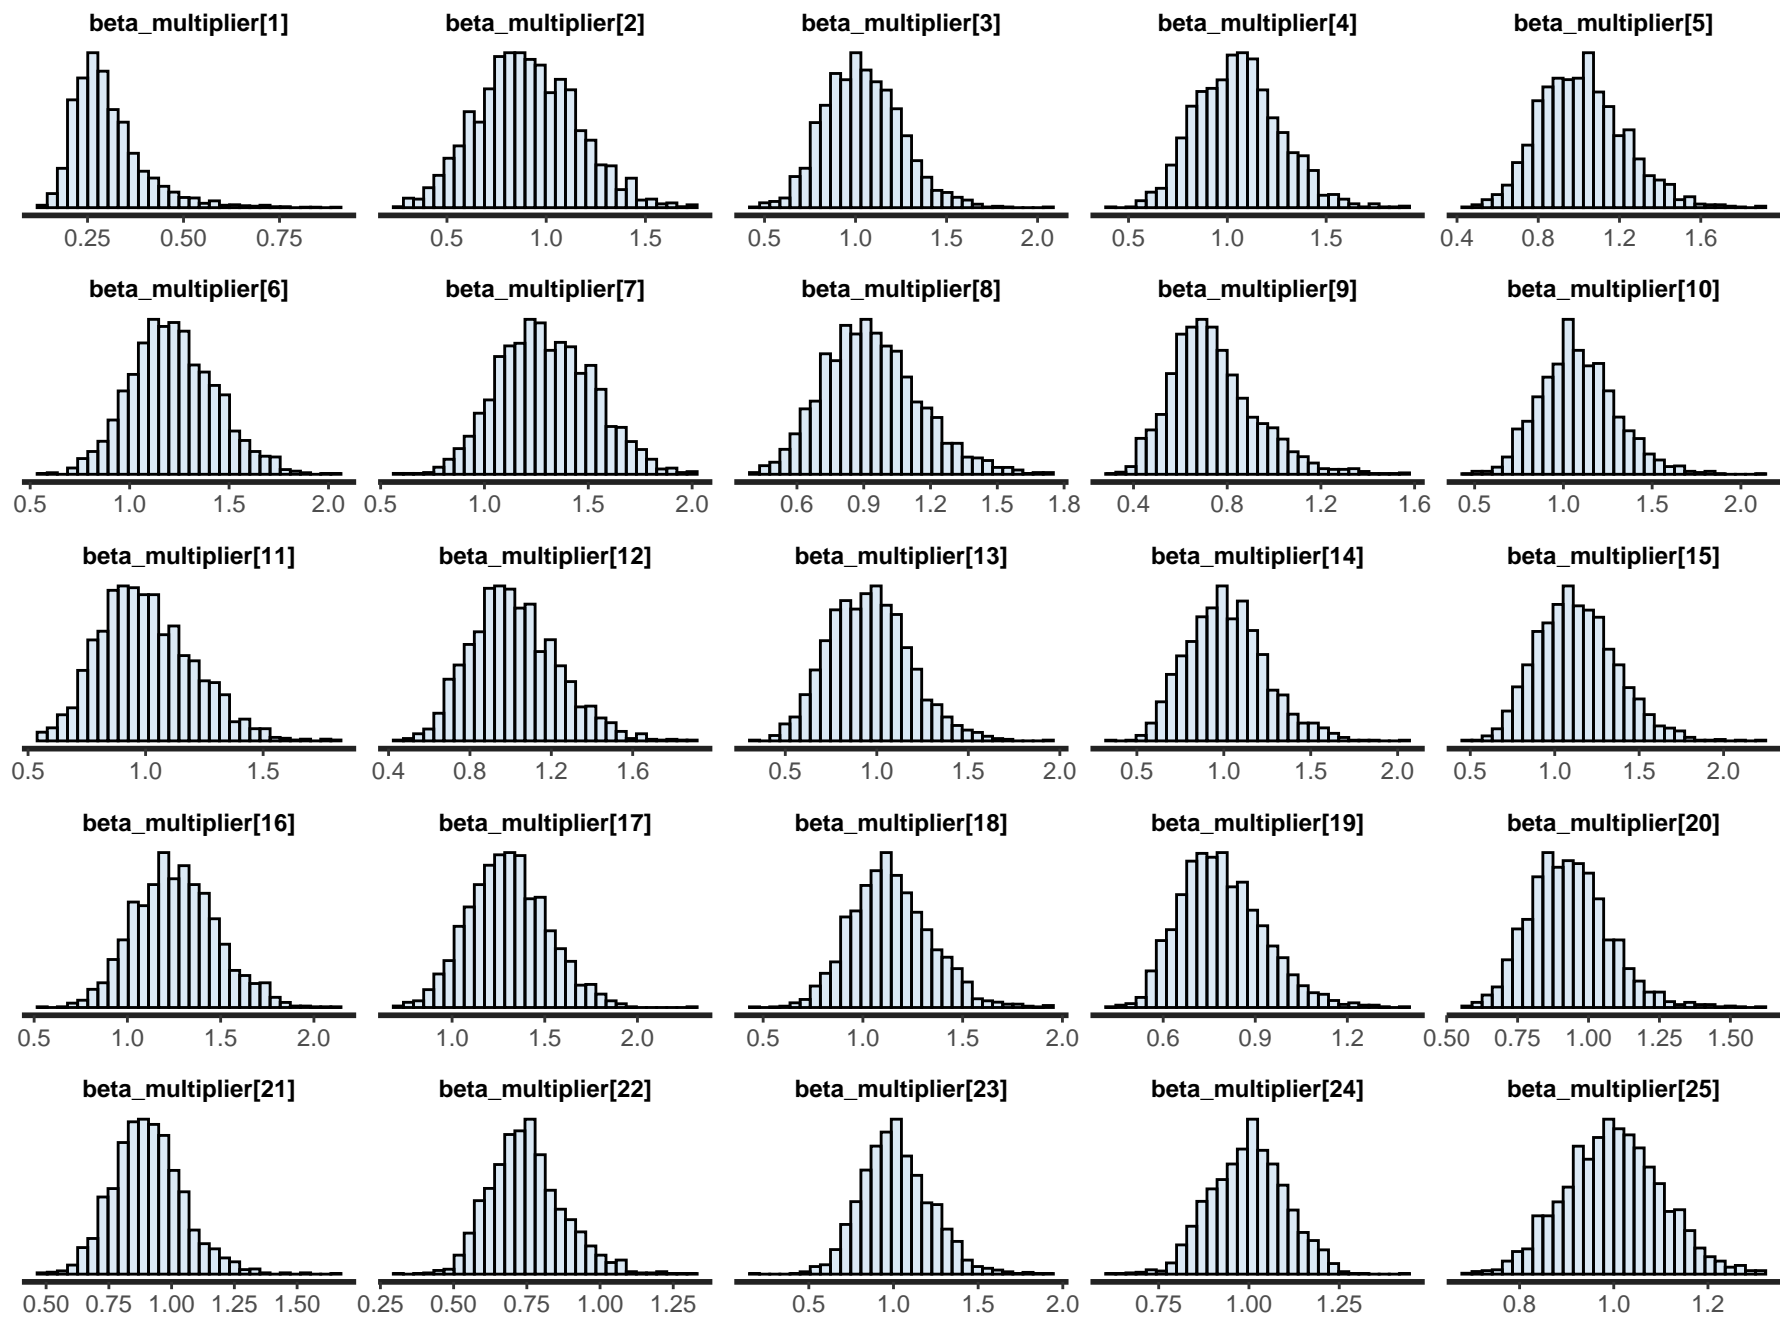 beta_multiplier[1] beta_multiplier[2] beta_multiplier[3] beta_multiplier[4] beta_multiplier[5]
0.25 0.50 0.75 0.5 1.0 1.5 0.5 1.0 1.5 2.0 0.5 1.0 1.5 0.4 0.8 1.2 1.6
beta_multiplier[6] beta_multiplier[7] beta_multiplier[8] beta_multiplier[9] beta_multiplier[10]
0.5 1.0 1.5 2.0 0.5 1.0 1.5 2.0 0.6 0.9 1.2 1.5 1.8 0.4 0.8 1.2 1.6 0.5 1.0 1.5 2.0
beta_multiplier[11] beta_multiplier[12] beta_multiplier[13] beta_multiplier[14] beta_multiplier[15]
0.5 1.0 1.5 0.4 0.8 1.2 1.6 0.5 1.0 1.5 2.0 0.5 1.0 1.5 2.0 0.5 1.0 1.5 2.0
beta_multiplier[16] beta_multiplier[17] beta_multiplier[18] beta_multiplier[19] beta_multiplier[20]
0.5 1.0 1.5 2.0 1.0 1.5 2.0 0.5 1.0 1.5 2.0 0.6 0.9 1.2 0.50 0.75 1.00 1.25 1.50
beta_multiplier[21] beta_multiplier[22] beta_multiplier[23] beta_multiplier[24] beta_multiplier[25]
0.50 0.75 1.00 1.25 1.50 0.25 0.50 0.75 1.00 1.25 0.5 1.0 1.5 2.0 0.75 1.00 1.25 0.8 1.0 1.2